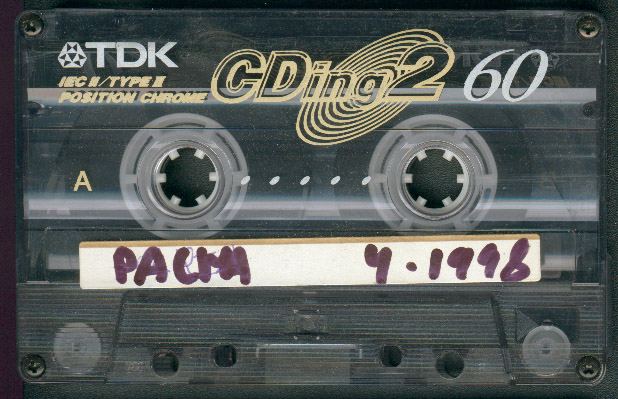 TDK CDing2 60
IEC II/TYPE II
POSITION CHROME
A
4.1998